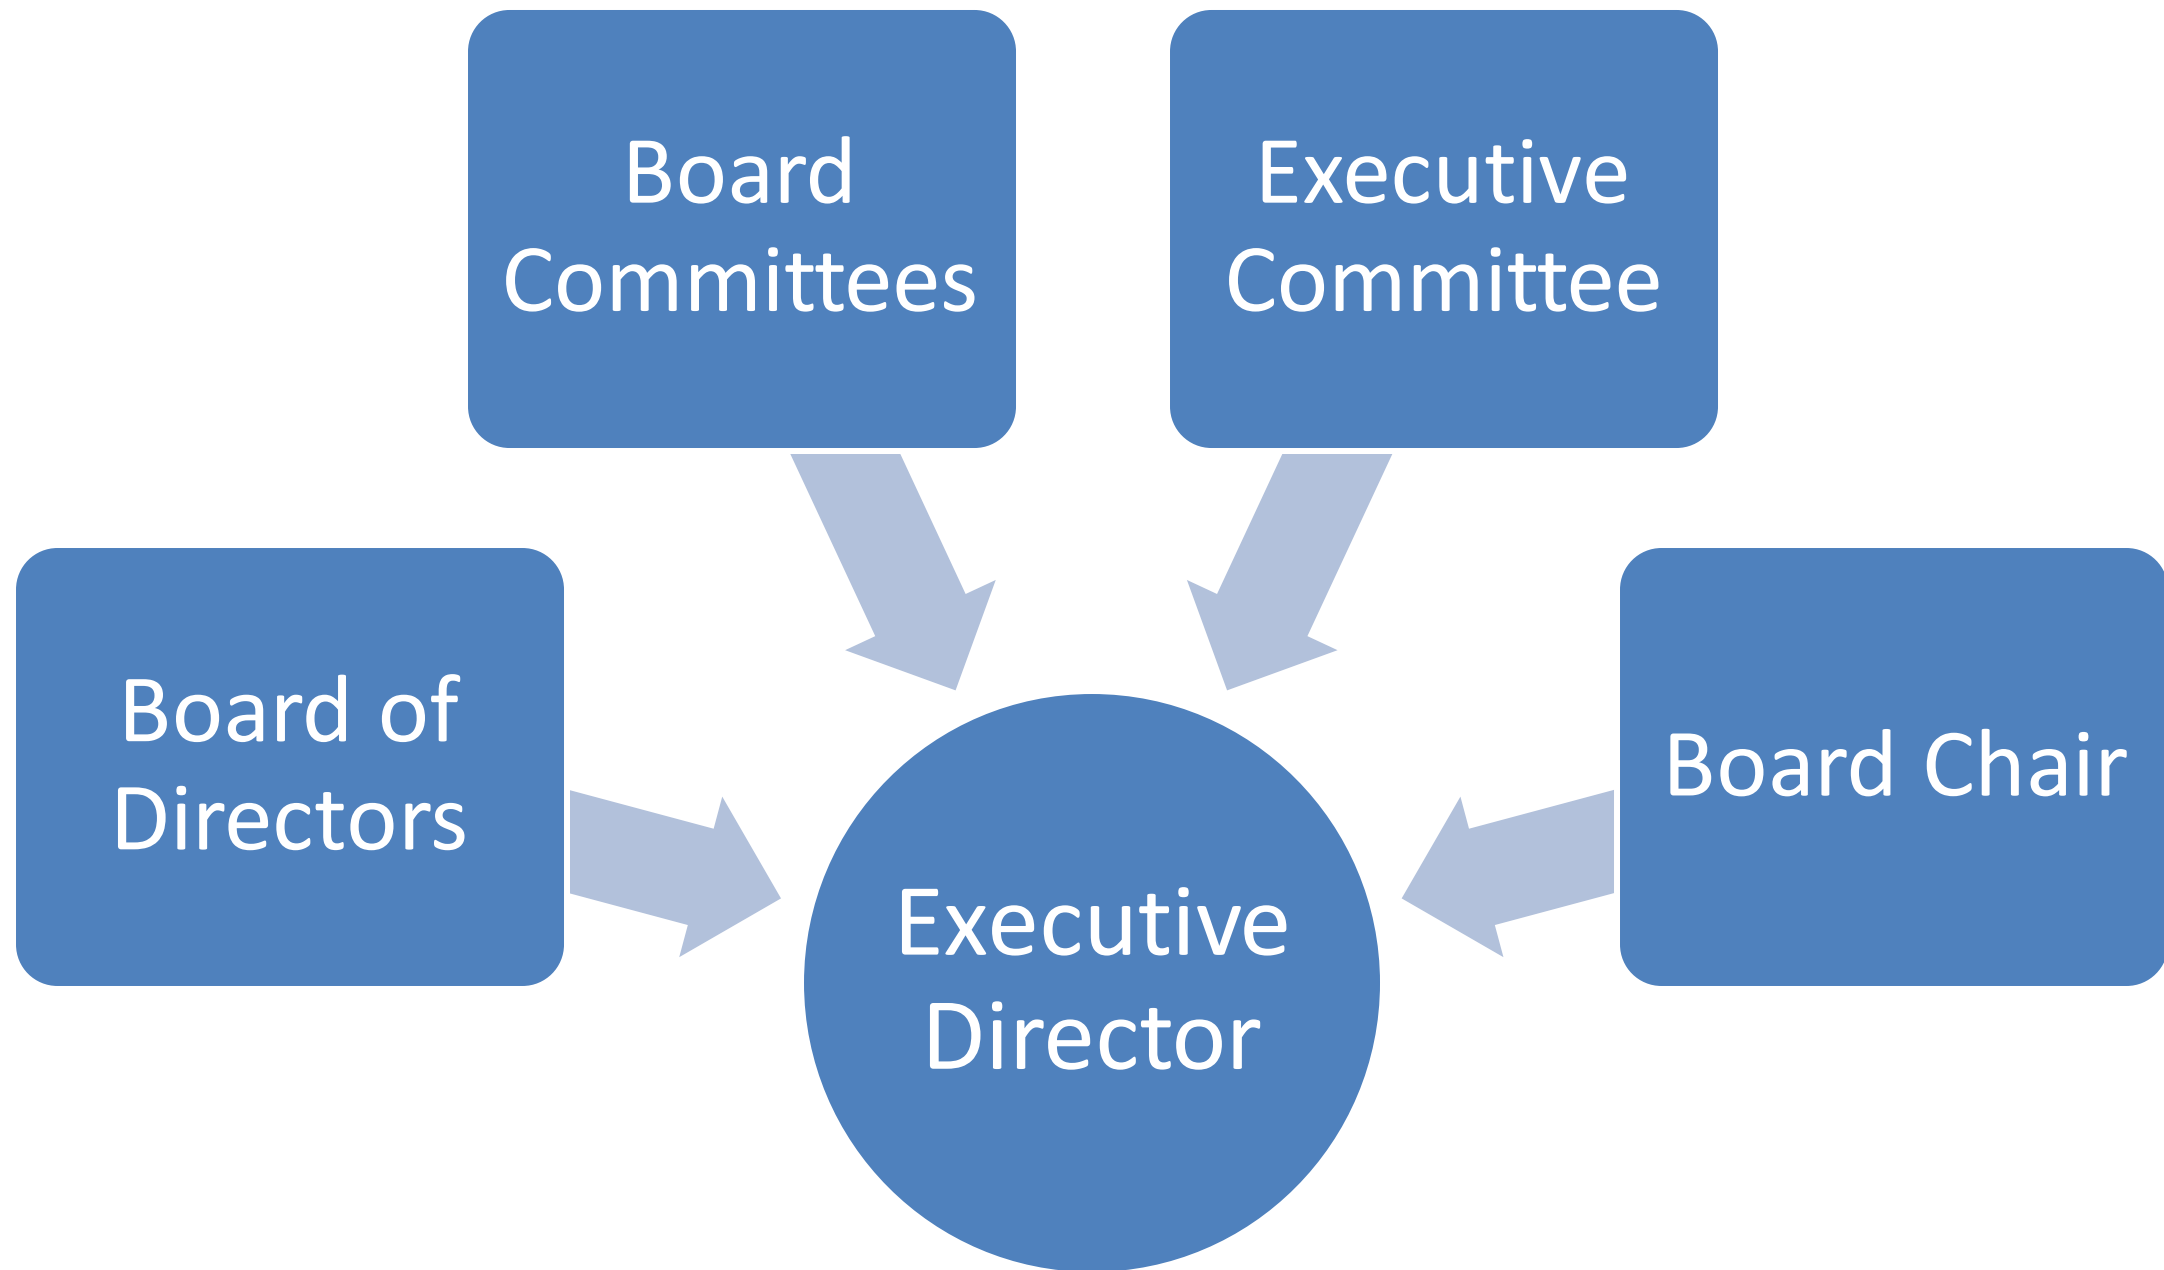 Board
Committees
Executive
Committee
Board of
Directors
Board Chair
Executive
Director